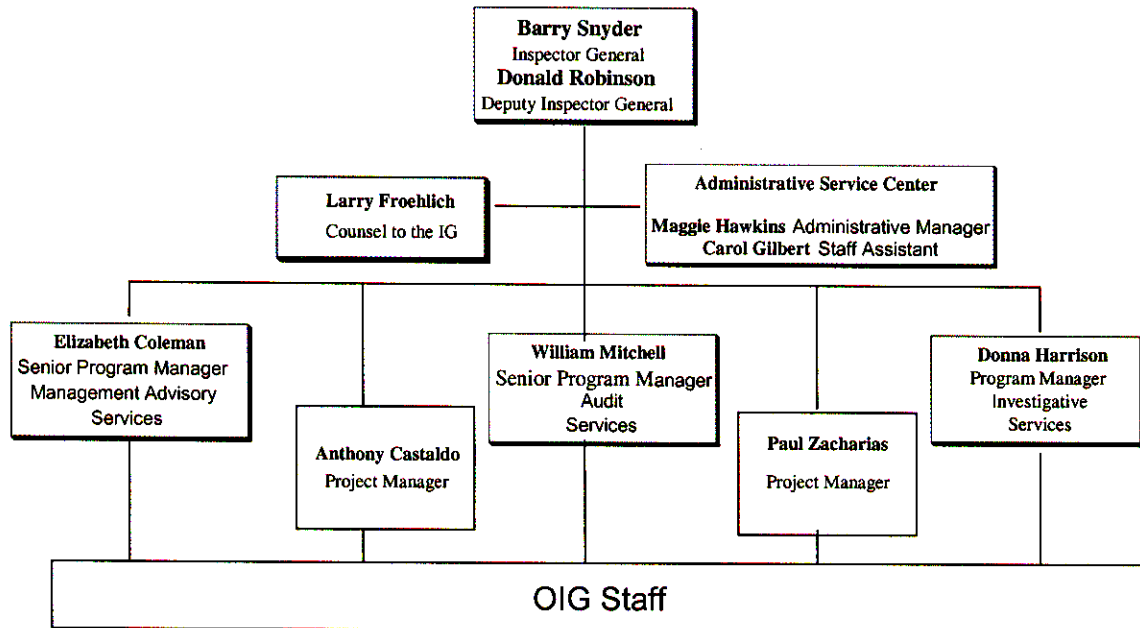 Barry Snyder
Inspector General
Donald Robinson
Deputy Inspector General
Larry Froehlich
Counsel to the IG
Administrative Service Center
Maggie Hawkins Administrative Manager
Carol Gilbert Staff Assistant
Elizabeth Coleman
Senior Program Manager
Management Advisory
Services
Anthony Castaldo
Project Manager
William Mitchell
Senior Program Manager
Audit
Services
Paul Zacharias
Project Manager
Donna Harrison
Program Manager
Investigative
Services
OIG Staff